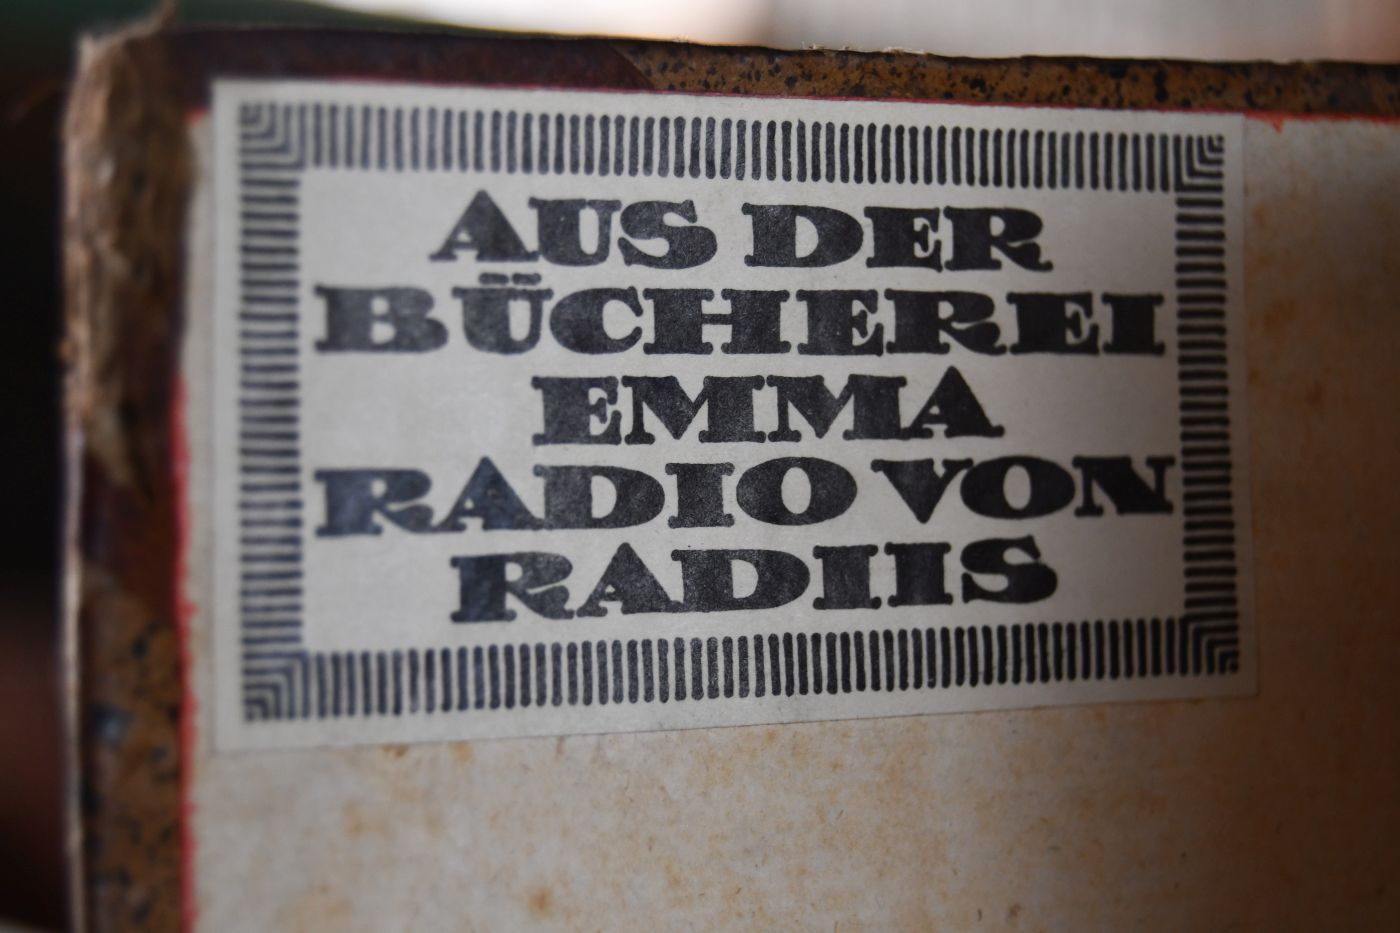 AUS DER
BÜCHEREI
EMMA
RADIO VON
RADIIS